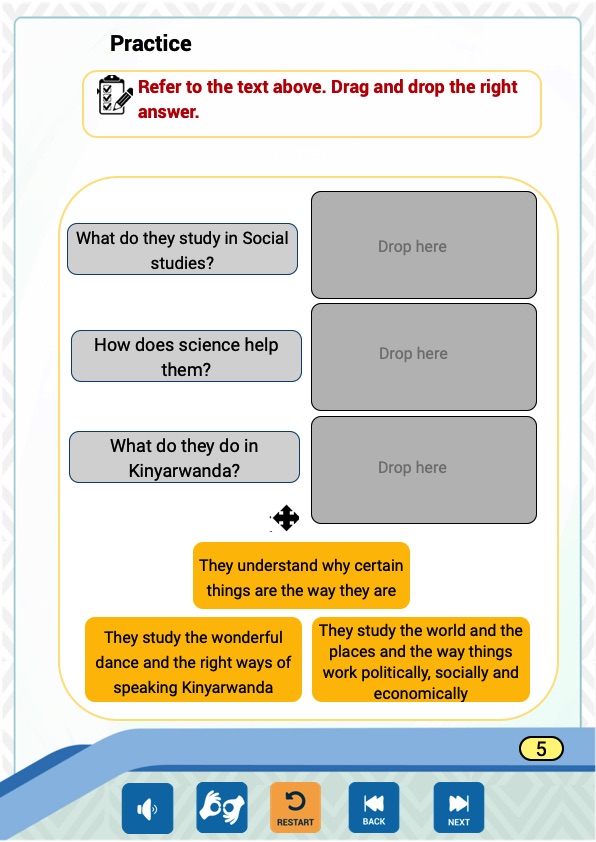 Practice
Refer to the text above. Drag and drop the right
answer.
What do they study in Social
studies?
Drop here
How does science help
them?
Drop here
What do they do in
Kinyarwanda?
Drop here
They understand why certain
things are the way they are
They study the wonderful
dance and the right ways of
speaking Kinyarwanda
They study the world and the
places and the way things
work politically, socially and
economically
5
RESTART
BACK
NEXT